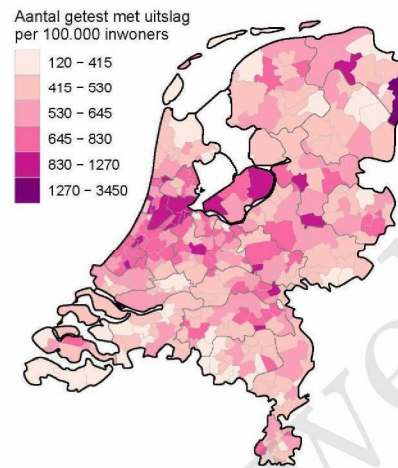 Aantal getest met uitslag
per 100.000 inwoners
120 – 415
415 – 530
530 – 645
645 – 830
830 – 1270
1270 – 3450